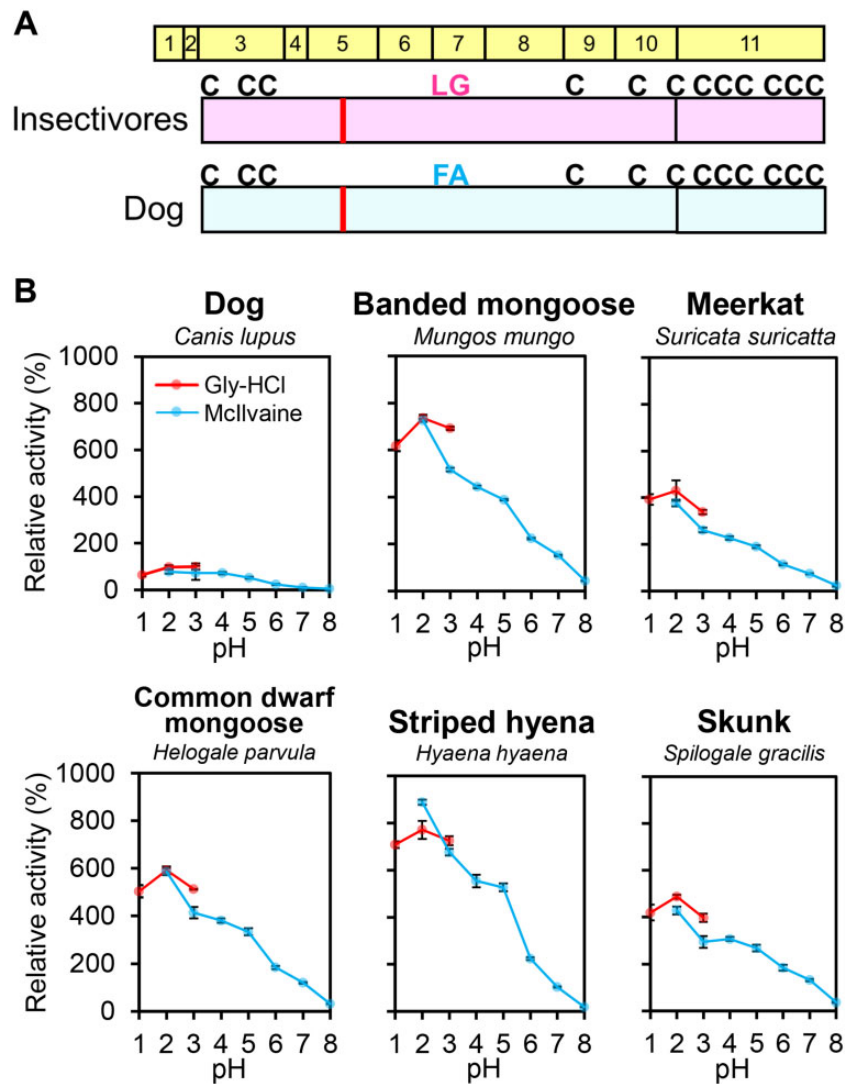 A
1 2 3 4 5 6 7 8 9 10 11
C CC LG C C C CCC CCC
Insectivores
C CC FA C C C CCC CCC
Dog
B
Dog Banded mongoose Meerkat
Canis lupus Mungos mungo Suricata suricatta
1000
800
600
400
200
0
Relative activity (%)
Gly-HCl
McIlvaine
1 2 3 4 5 6 7 8 1 2 3 4 5 6 7 8 1 2 3 4 5 6 7 8
pH pH pH
Common dwarf
mongoose Striped hyena Skunk
Helogale parvula Hyaena hyaena Spilogale gracilis
1000
800
600
400
200
0
Relative activity (%)
1 2 3 4 5 6 7 8 1 2 3 4 5 6 7 8 1 2 3 4 5 6 7 8
pH pH pH